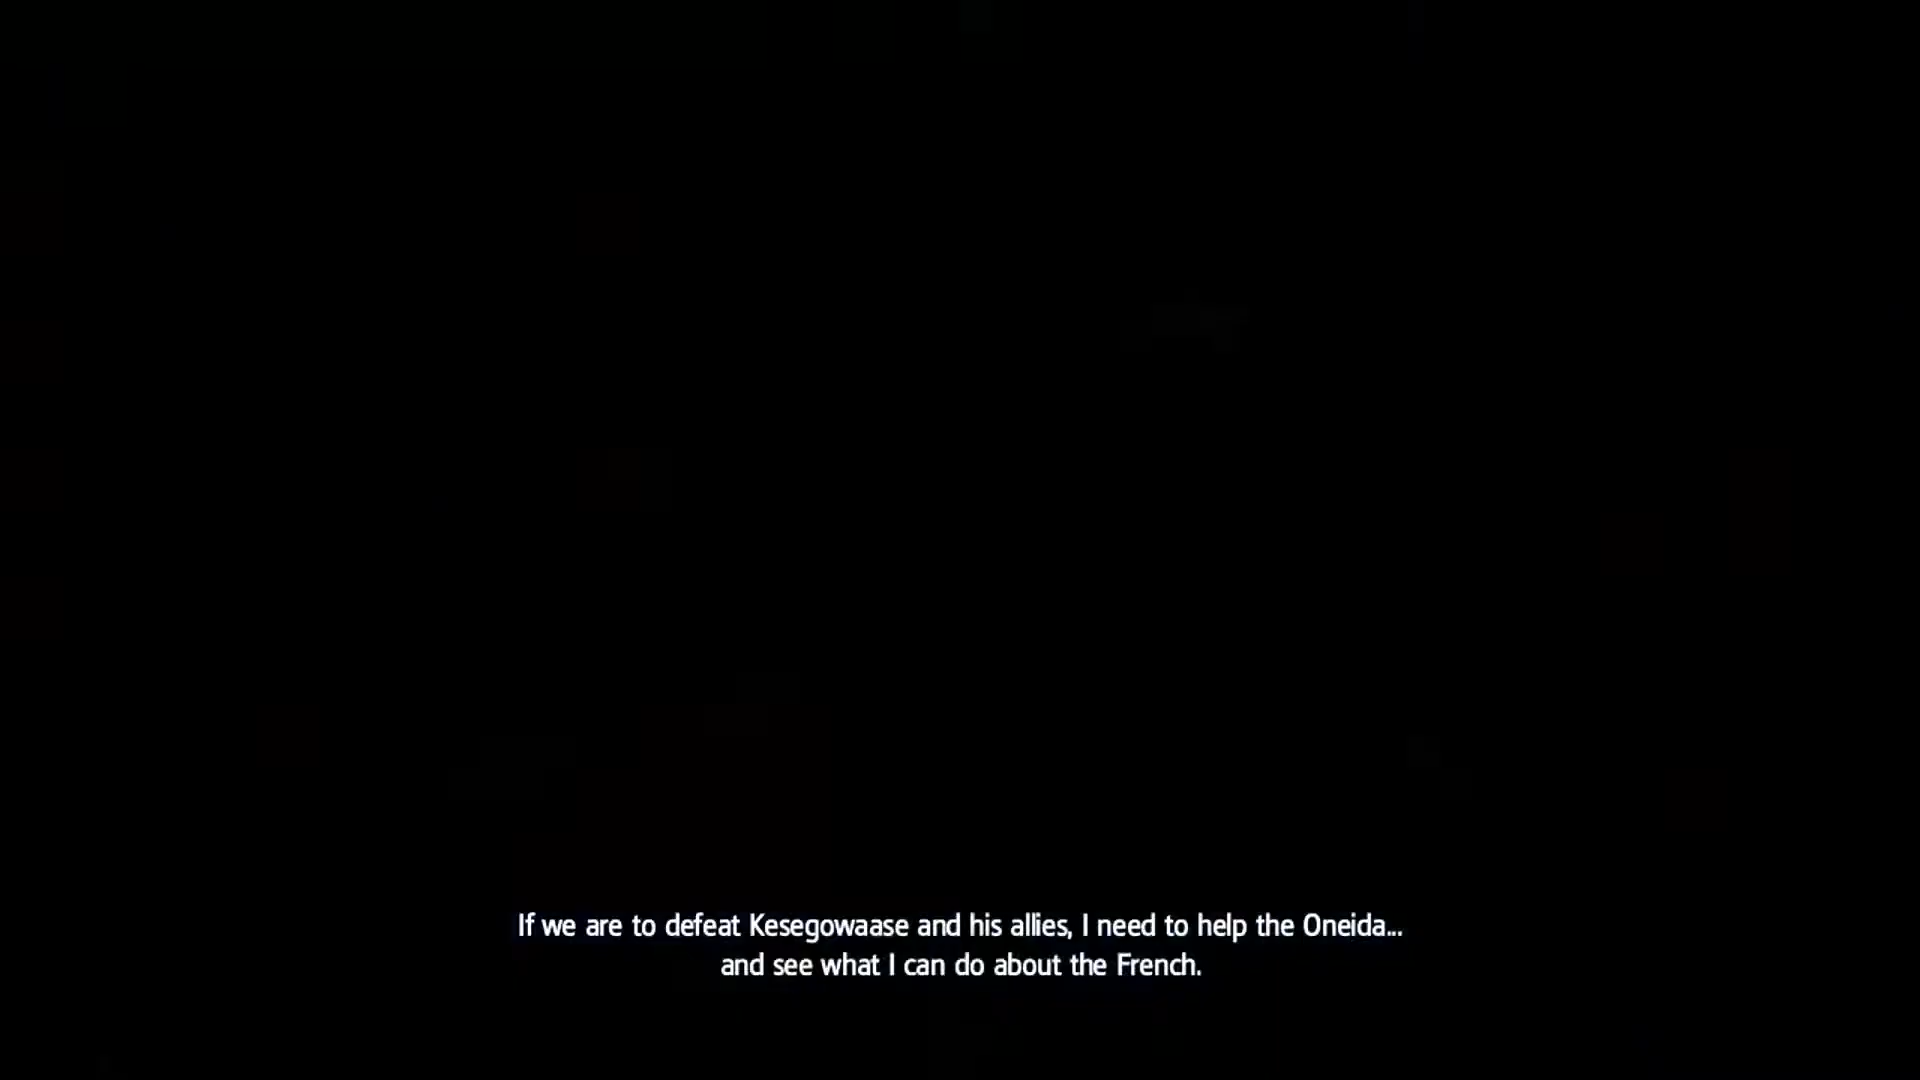 If we are to defeat Kesegowaase and his allies, I need to help the Oneida...
and see what I can do about the French.